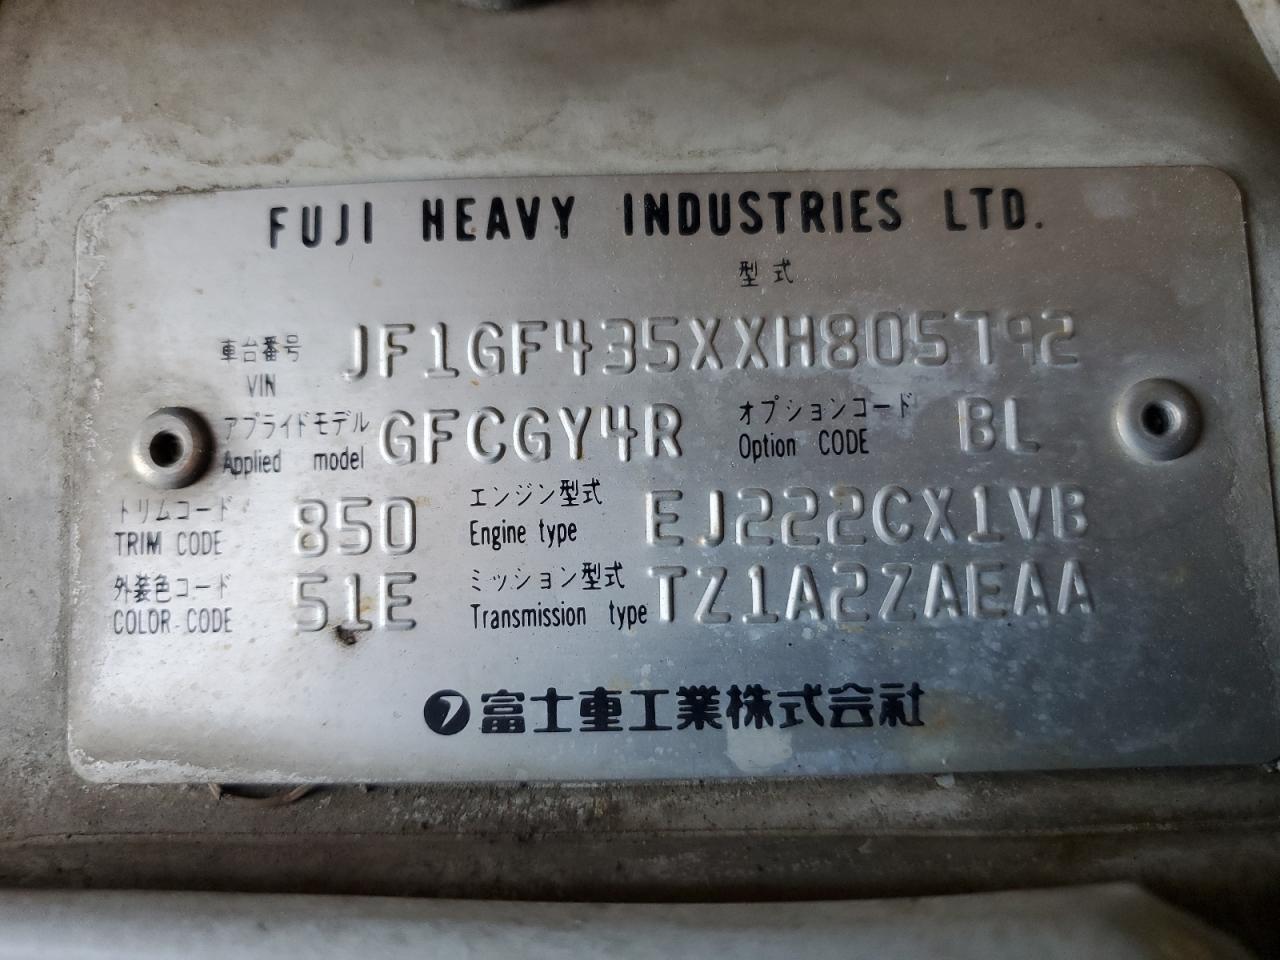 FUJI HEAVY INDUSTRIES LTD.
型式
車台番号 JF1GF435XXH805792
VIN
アプライドモデル GFCGY4R オプションコード BL
Applied model Option CODE
トリムコード 850 エンジン型式 EJ222CX1VB
TRIM CODE Engine type
外装色コード 51E ミッション型式 TZ1A2ZAEAA
COLOR CODE Transmission type
フ 富士重工業株式会社